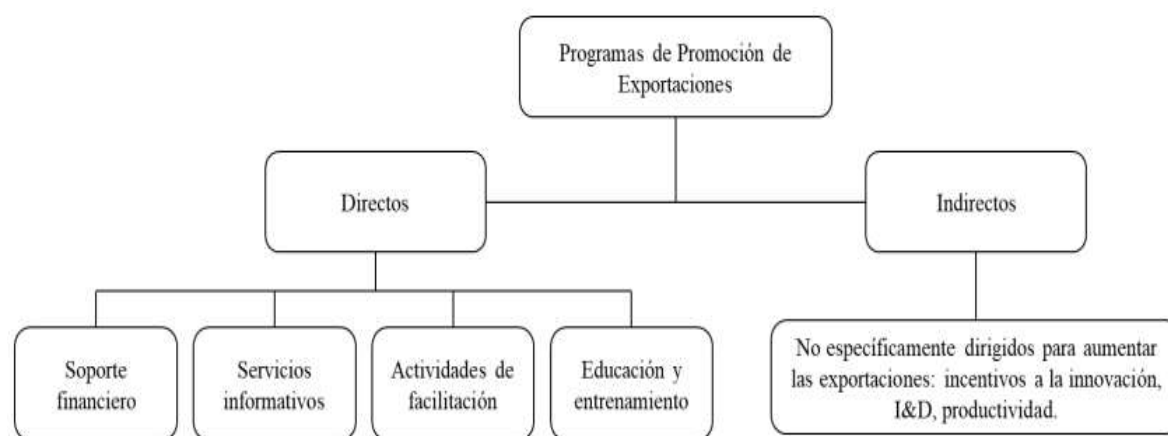 Programas de Promoción de
Exportaciones
Directos
Indirectos
Soporte
financiero
Servicios
informativos
Actividades de
facilitación
Educación y
entrenamiento
No específicamente dirigidos para aumentar
las exportaciones: incentivos a la innovación,
I&D, productividad.